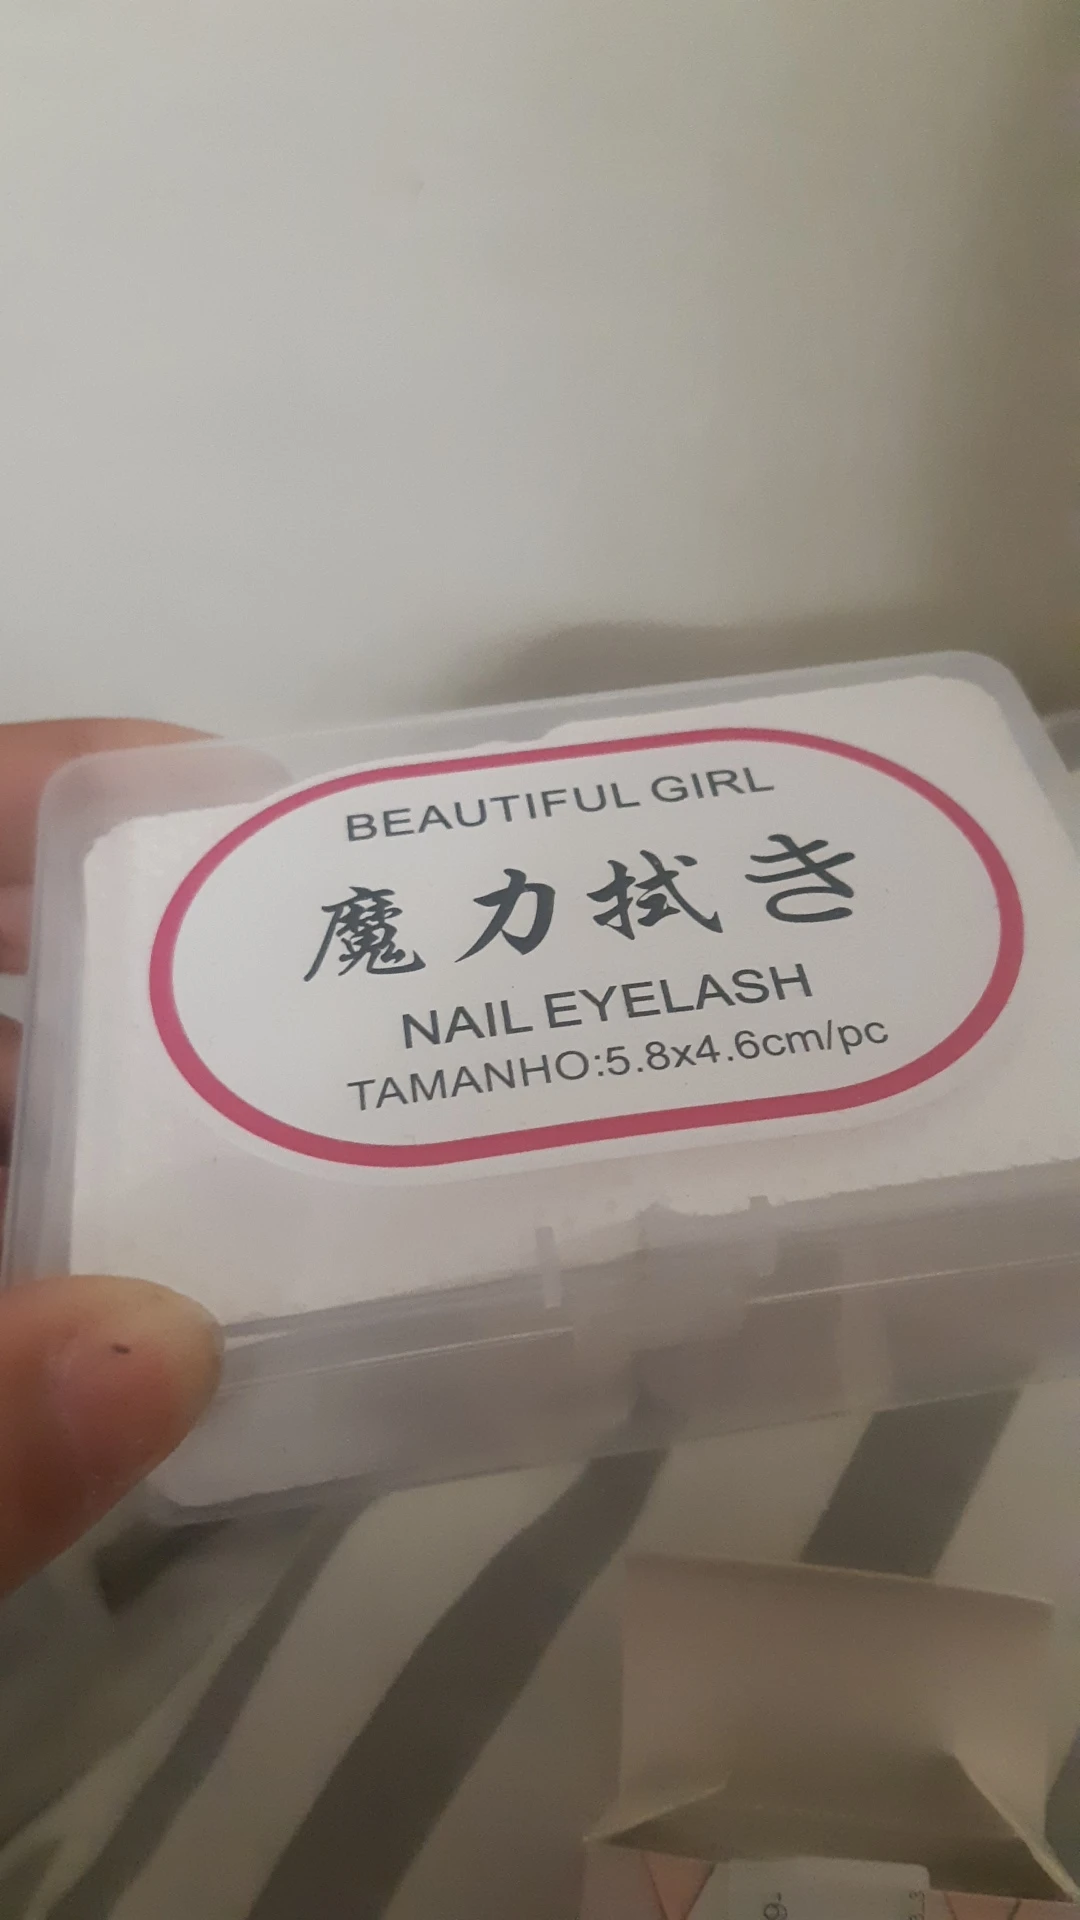 BEAUTIFUL GIRL
魔力拭き
NAIL EYELASH
TAMANHO:5.8x4.6cm/pc